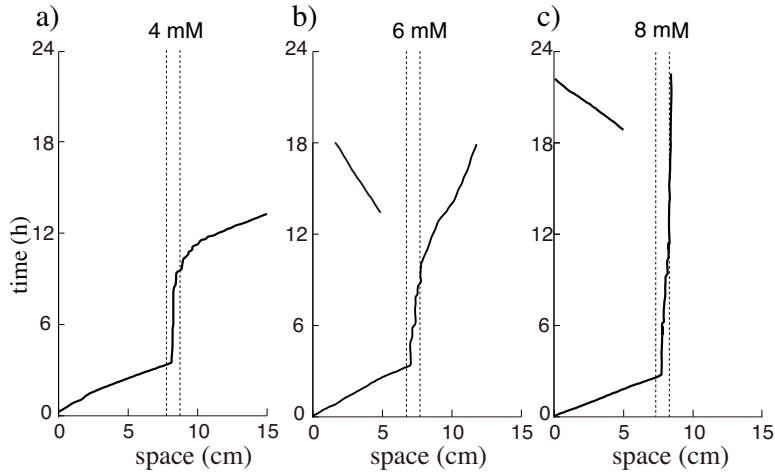 a) b) c)
4 mM 6 mM 8 mM
24 24 24
18 18 18
12 12 12
6 6 6
0 0 0
time (h)
0 5 10 15 0 5 10 15 0 5 10 15
space (cm) space (cm) space (cm)